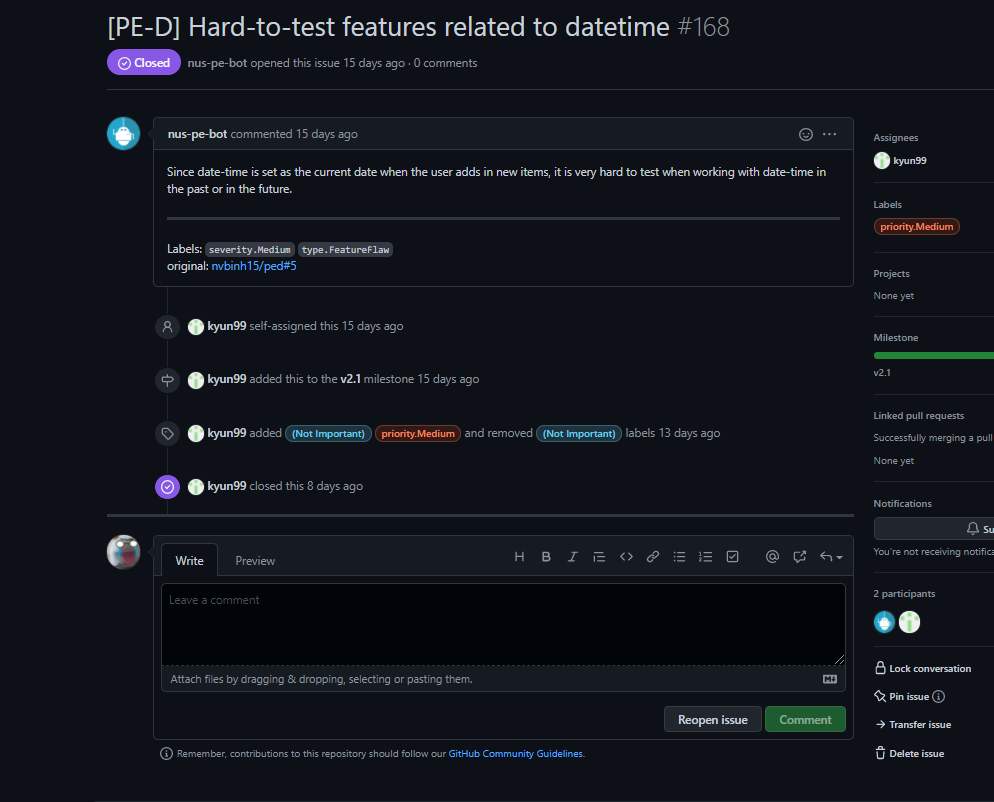 [PE-D] Hard-to-test features related to datetime #168
Closed nus-pe-bot opened this issue 15 days ago · 0 comments
nus-pe-bot commented 15 days ago
Since date-time is set as the current date when the user adds in new items, it is very hard to test when working with date-time in
the past or in the future.
Labels: severity.Medium type.FeatureFlaw
original: nvbinh15/ped#5
kyun99 self-assigned this 15 days ago
kyun99 added this to the v2.1 milestone 15 days ago
kyun99 added (Not Important) priority.Medium and removed (Not Important) labels 13 days ago
kyun99 closed this 8 days ago
Write Preview
Leave a comment
Attach files by dragging & dropping, selecting or pasting them.
Reopen issue Comment
Remember, contributions to this repository should follow our GitHub Community Guidelines.
Assignees
kyun99
Labels
priority.Medium
Projects
None yet
Milestone
v2.1
Linked pull requests
Successfully merging a pull
None yet
Notifications
Su
You're not receiving notifica
2 participants
Lock conversation
Pin issue
Transfer issue
Delete issue